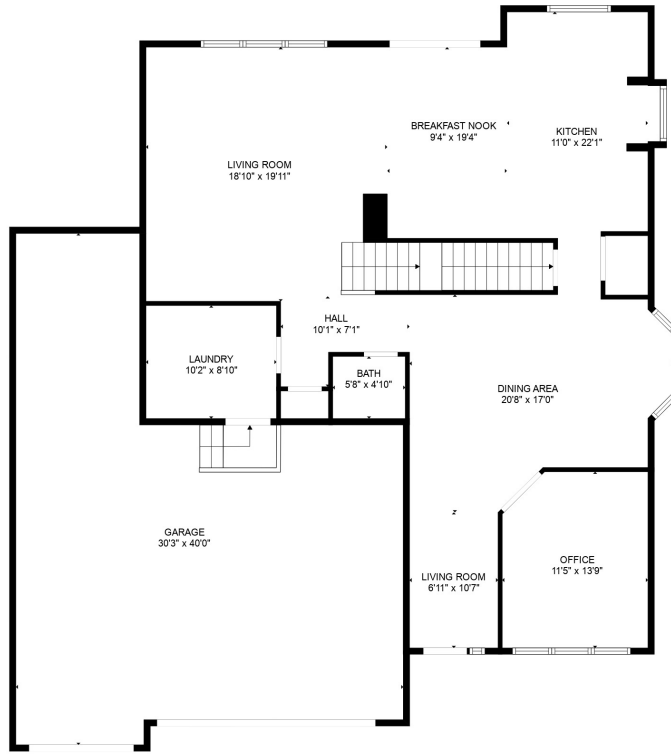 BREAKFAST NOOK
9'4" x 19'4"
KITCHEN
11'0" x 22'1"
LIVING ROOM
18'10" x 19'11"
HALL
10'1" x 7'1"
LAUNDRY
10'2" x 8'10"
BATH
5'8" x 4'10"
DINING AREA
20'8" x 17'0"
GARAGE
30'3" x 40'0"
LIVING ROOM
6'11" x 10'7"
OFFICE
11'5" x 13'9"